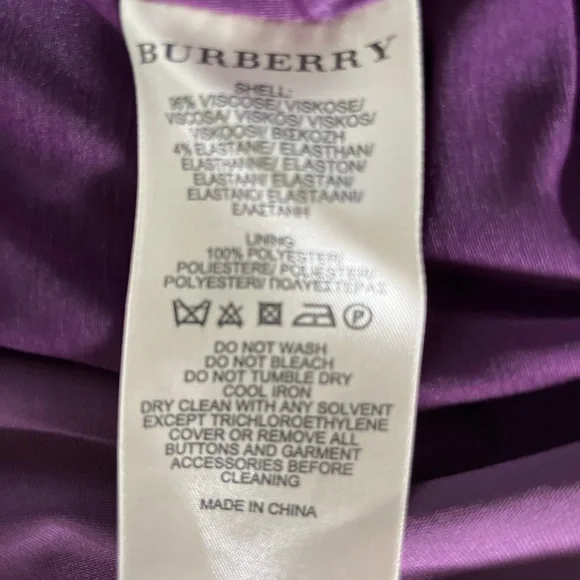 BURBERRY
SHELL:
96% VISCOSE/ VISKOSE/
VISCOSA/ VISKOS/ VISKOS/
VISKOOSI/ ΒΙΣΚΟΖΗ
4% ELASTANE/ ELASTHAN/
ELASTHANNE/ ELASTON/
ELASTAAN/ ELASTAN/
ELASTANO/ ELASTAANI/
ΕΛΑΣΤΑΝΗ
LINING:
100% POLYESTER/
POLIESTERE/ POLIESTER/
POLYESTERI/ ΠΟΛΥΕΣΤΕΡΑΣ
P
DO NOT WASH
DO NOT BLEACH
DO NOT TUMBLE DRY
COOL IRON
DRY CLEAN WITH ANY SOLVENT
EXCEPT TRICHLOROETHYLENE
COVER OR REMOVE ALL
BUTTONS AND GARMENT
ACCESSORIES BEFORE
CLEANING
MADE IN CHINA